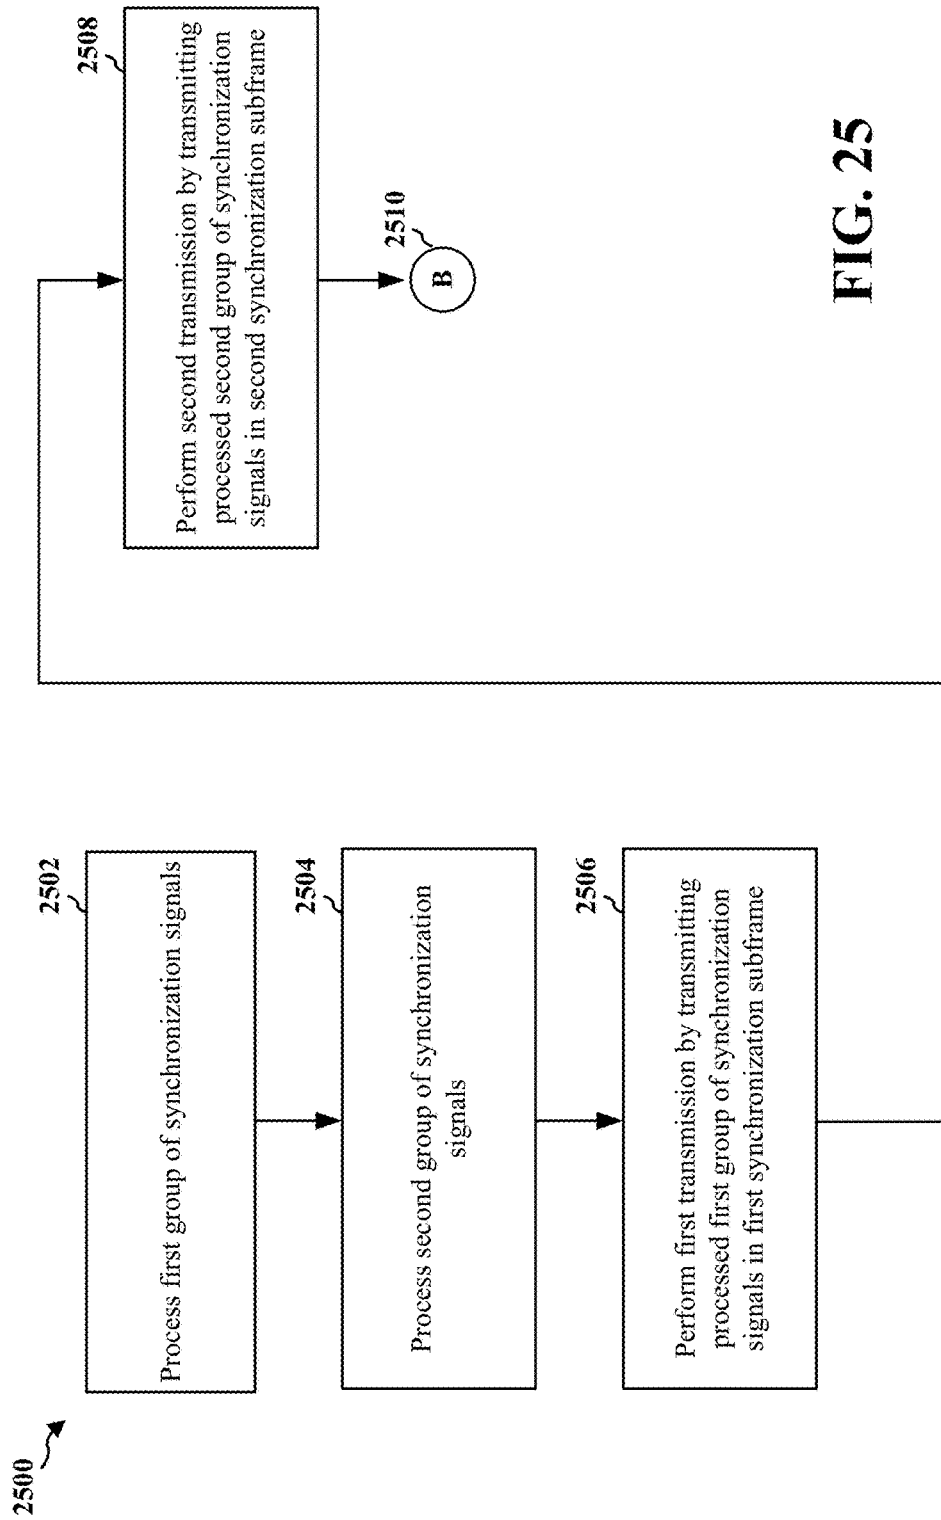 2500
2502
Process first group of synchronization signals
2504
Process second group of synchronization
signals
2506
Perform first transmission by transmitting
processed first group of synchronization
signals in first synchronization subframe
2508
Perform second transmission by transmitting
processed second group of synchronization
signals in second synchronization subframe
2510
B
FIG. 25